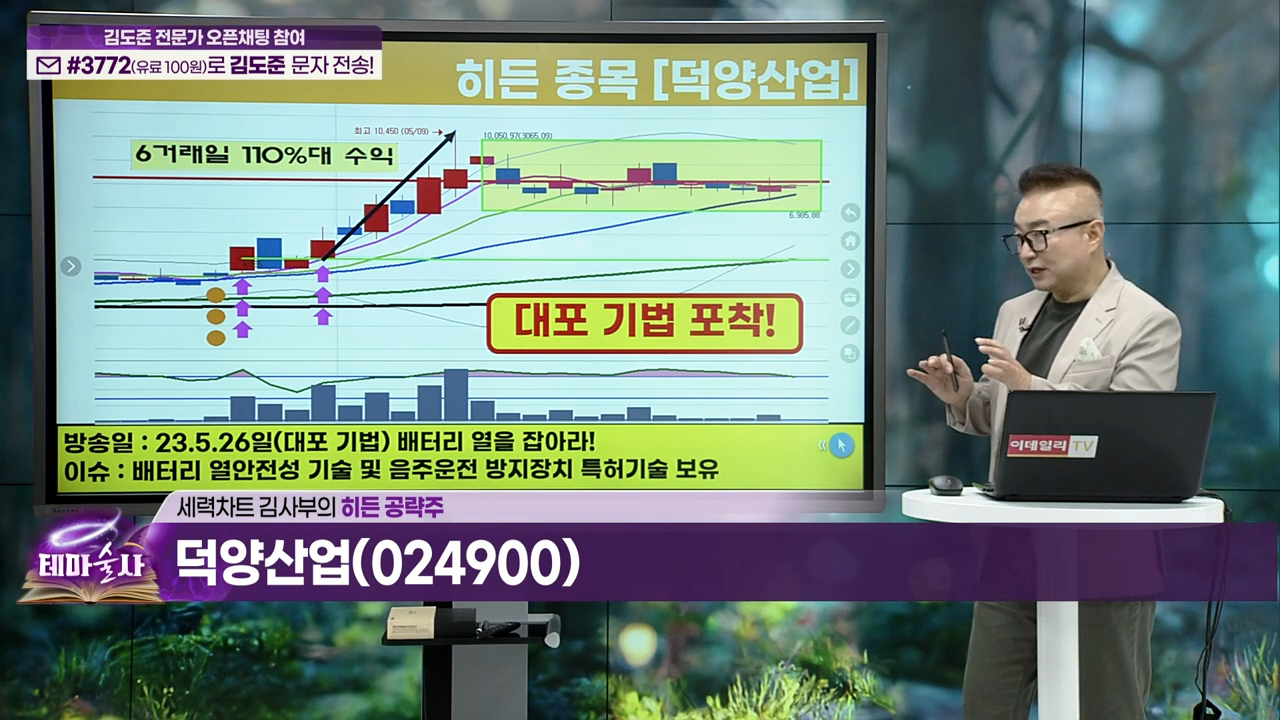 김도준 전문가 오픈채팅 참여
#3772(유료 100원)로 김도준 문자 전송!
히든 종목 [덕양산업]
최고 10,450 (05/09)
10,050.97(3065.09)
6거래일 110%대 수익
6,985.88
대포 기법 포착!
방송일 : 23.5.26일(대포 기법) 배터리 열을 잡아라!
이슈 : 배터리 열안전성 기술 및 음주운전 방지장치 특허기술 보유
이데일리TV
세력차트 김사부의 히든 공략주
테마술사
덕양산업(024900)